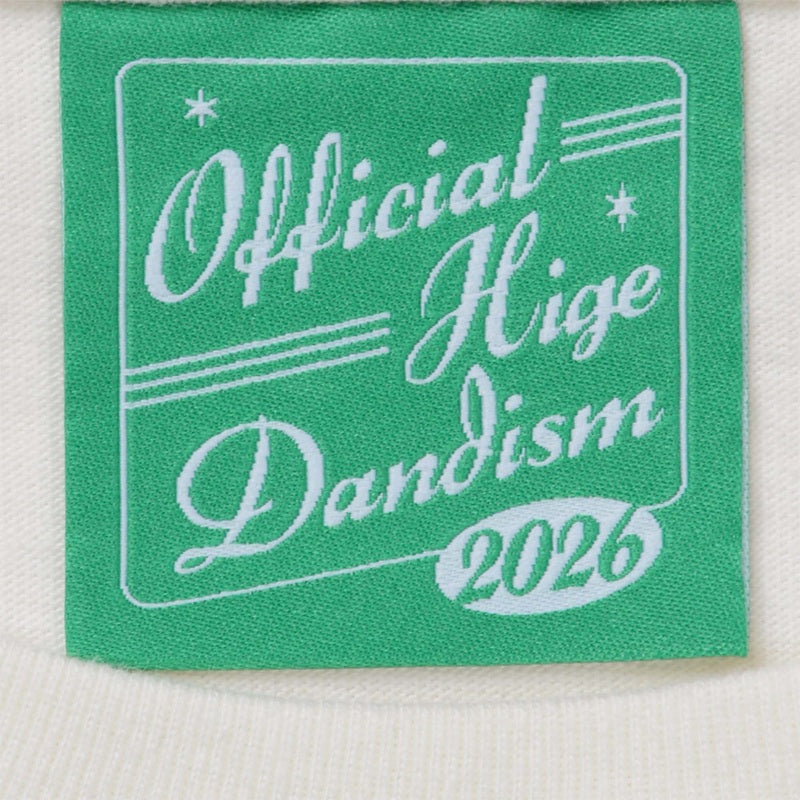 Official
Hige
Dandism
2026